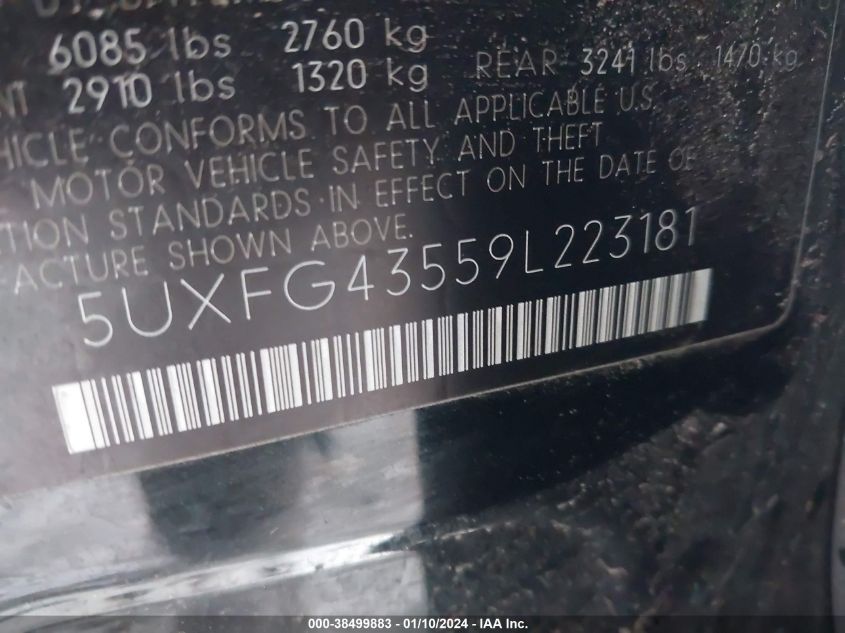 6085 lbs 2760 kg
2910 lbs 1320 kg REAR 3241 lbs 1470 kg
HICLE CONFORMS TO ALL APPLICABLE U.S.
MOTOR VEHICLE SAFETY AND THEFT
TION STANDARDS IN EFFECT ON THE DATE OF
ACTURE SHOWN ABOVE.
5UXFG43559L223181
000-38499883 - 01/10/2024 - IAA Inc.